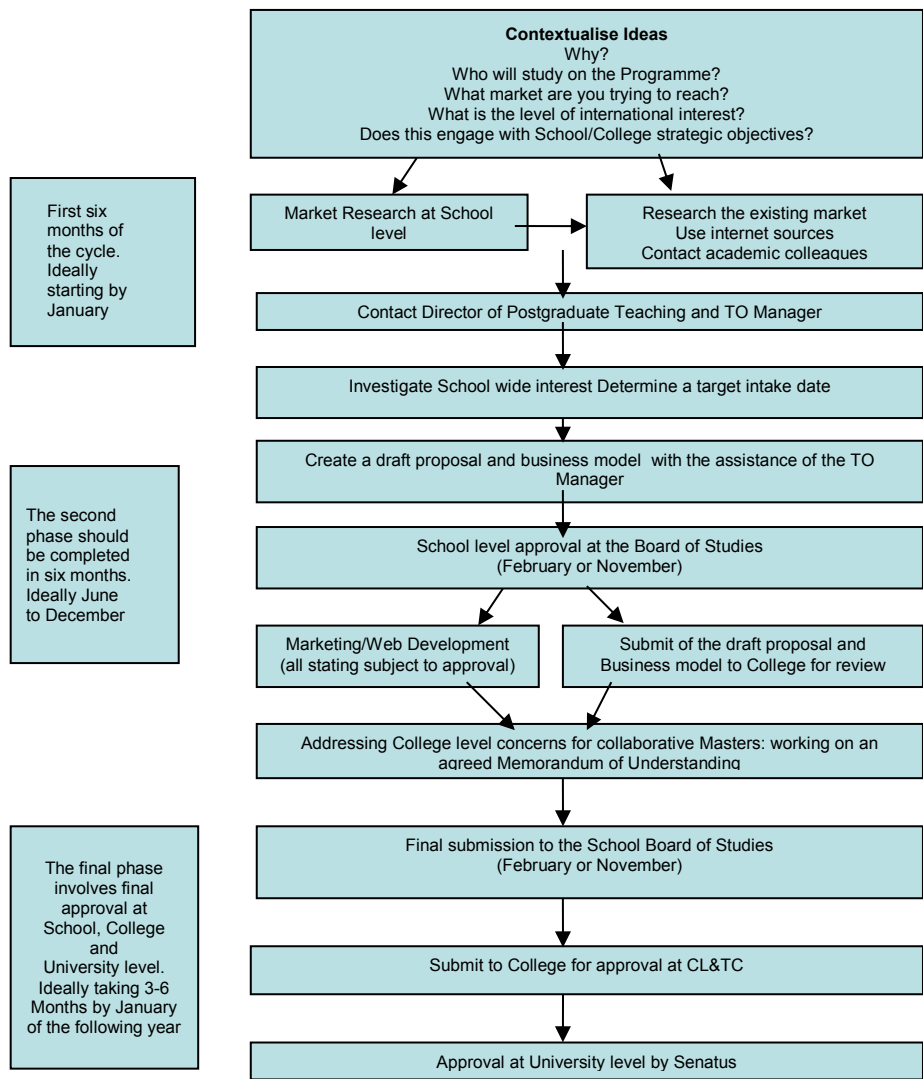 Contextualise Ideas
Why?
Who will study on the Programme?
What market are you trying to reach?
What is the level of international interest?
Does this engage with School/College strategic objectives?
First six
months of
the cycle.
Ideally
starting by
January
Market Research at School
level
Research the existing market
Use internet sources
Contact academic colleagues
Contact Director of Postgraduate Teaching and TO Manager
Investigate School wide interest Determine a target intake date
Create a draft proposal and business model with the assistance of the TO
Manager
The second
phase should
be completed
in six months.
Ideally June
to December
School level approval at the Board of Studies
(February or November)
Marketing/Web Development
(all stating subject to approval)
Submit of the draft proposal and
Business model to College for review
Addressing College level concerns for collaborative Masters: working on an
agreed Memorandum of Understanding
The final phase
involves final
approval at
School, College
and
University level.
Ideally taking 3-6
Months by January
of the following year
Final submission to the School Board of Studies
(February or November)
Submit to College for approval at CL&TC
Approval at University level by Senatus